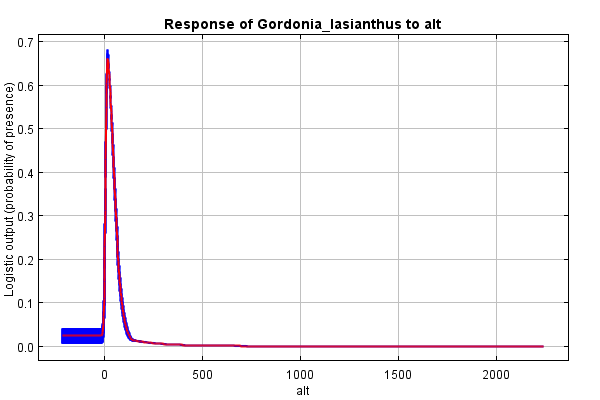 Response of Gordonia_lasianthus to alt
Logistic output (probability of presence)
0.7
0.6
0.5
0.4
0.3
0.2
0.1
0.0
0 500 1000 1500 2000
alt